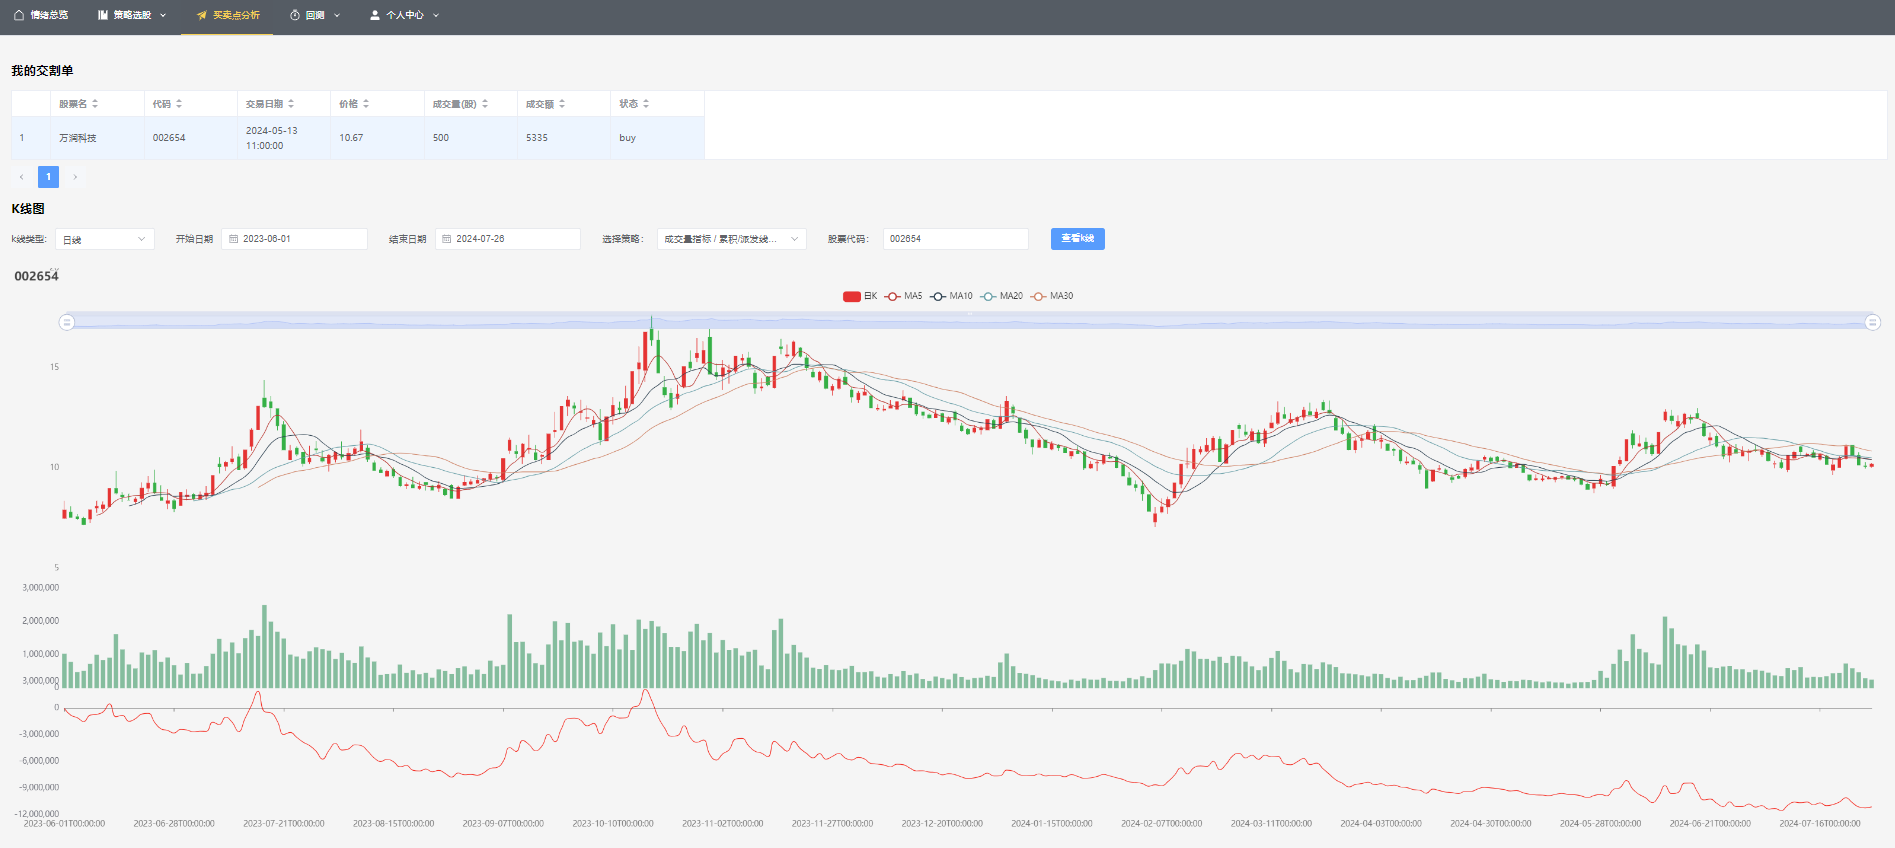 情绪总览 策略选股 买卖点分析 回测 个人中心
我的交割单
股票名 代码 交易日期 价格 成交量(股) 成交额 状态
1 万润科技 002654 2024-05-13 11:00:00 10.67 500 5335 buy
1
K线图
k线类型: 日线 开始日期 2023-06-01 结束日期 2024-07-26 选择策略: 成交量指标 / 累积/派发线... 股票代码: 002654 查看k线
002654
日K MA5 MA10 MA20 MA30
15
10
5
3,000,000
2,000,000
1,000,000
0
3,000,000
0
-3,000,000
-6,000,000
-9,000,000
-12,000,000
2023-06-01T00:00:00 2023-06-28T00:00:00 2023-07-21T00:00:00 2023-08-15T00:00:00 2023-09-07T00:00:00 2023-10-10T00:00:00 2023-11-02T00:00:00 2023-11-27T00:00:00 2023-12-20T00:00:00 2024-01-15T00:00:00 2024-02-07T00:00:00 2024-03-11T00:00:00 2024-04-03T00:00:00 2024-04-30T00:00:00 2024-05-28T00:00:00 2024-06-21T00:00:00 2024-07-16T00:00:00